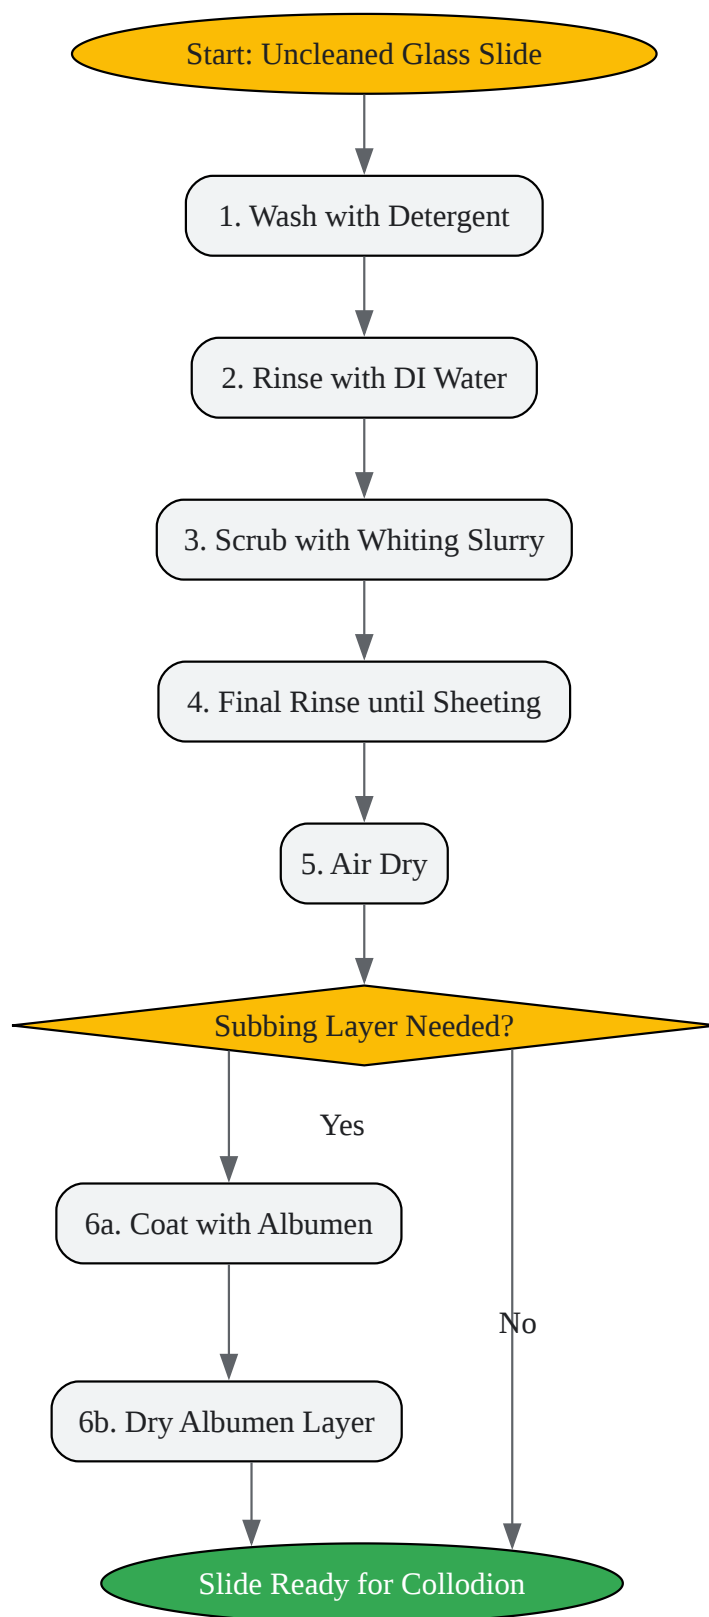 Start: Uncleaned Glass Slide
1. Wash with Detergent
2. Rinse with DI Water
3. Scrub with Whiting Slurry
4. Final Rinse until Sheeting
5. Air Dry
Subbing Layer Needed?
Yes
6a. Coat with Albumen
No
6b. Dry Albumen Layer
Slide Ready for Collodion